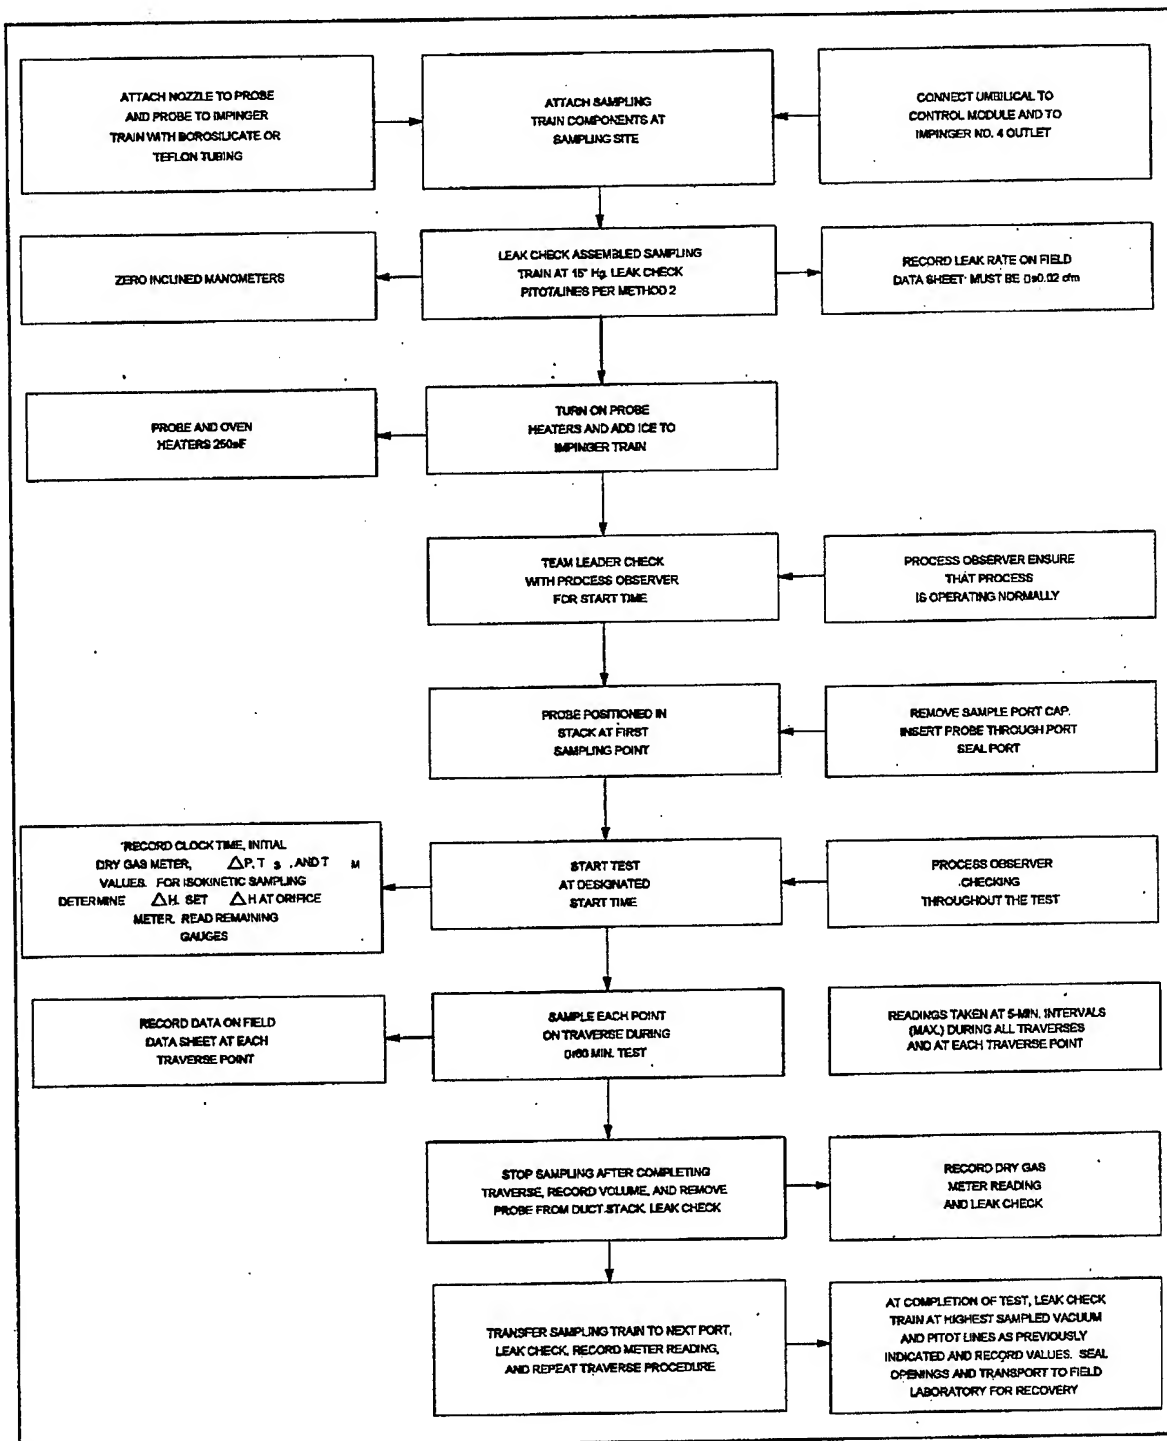 ATTACH NOZZLE TO PROBE
AND PROBE TO IMPINGER
TRAIN WITH BOROSILICATE OR
TEFLON TUBING
ATTACH SAMPLING
TRAIN COMPONENTS AT
SAMPLING SITE
CONNECT UMBILICAL TO
CONTROL MODULE AND TO
IMPINGER NO. 4 OUTLET
ZERO INCLINED MANOMETERS
LEAK CHECK ASSEMBLED SAMPLING
TRAIN AT 15" Hg. LEAK CHECK
PITOT/LINES PER METHOD 2
RECORD LEAK RATE ON FIELD
DATA SHEET: MUST BE 0≤0.02 cfm
PROBE AND OVEN
HEATERS 250±F
TURN ON PROBE
HEATERS AND ADD ICE TO
IMPINGER TRAIN
TEAM LEADER CHECK
WITH PROCESS OBSERVER
FOR START TIME
PROCESS OBSERVER ENSURE
THAT PROCESS
IS OPERATING NORMALLY
PROBE POSITIONED IN
STACK AT FIRST
SAMPLING POINT
REMOVE SAMPLE PORT CAP,
INSERT PROBE THROUGH PORT
SEAL PORT
RECORD CLOCK TIME, INITIAL
DRY GAS METER, △P, T S , AND T M
VALUES. FOR ISOKINETIC SAMPLING
DETERMINE △H. SET △H AT ORIFICE
METER. READ REMAINING
GAUGES
START TEST
AT DESIGNATED
START TIME
PROCESS OBSERVER
CHECKING
THROUGHOUT THE TEST
RECORD DATA ON FIELD
DATA SHEET AT EACH
TRAVERSE POINT
SAMPLE EACH POINT
ON TRAVERSE DURING
MIN. TEST
READINGS TAKEN AT 5-MIN. INTERVALS
(MAX.) DURING ALL TRAVERSES
AND AT EACH TRAVERSE POINT
STOP SAMPLING AFTER COMPLETING
TRAVERSE, RECORD VOLUME, AND REMOVE
PROBE FROM DUCT-STACK, LEAK CHECK
RECORD DRY GAS
METER READING
AND LEAK CHECK
TRANSFER SAMPLING TRAIN TO NEXT PORT,
LEAK CHECK, RECORD METER READING,
AND REPEAT TRAVERSE PROCEDURE
AT COMPLETION OF TEST, LEAK CHECK
TRAIN AT HIGHEST SAMPLED VACUUM
AND PITOT LINES AS PREVIOUSLY
INDICATED AND RECORD VALUES. SEAL
OPENINGS AND TRANSPORT TO FIELD
LABORATORY FOR RECOVERY